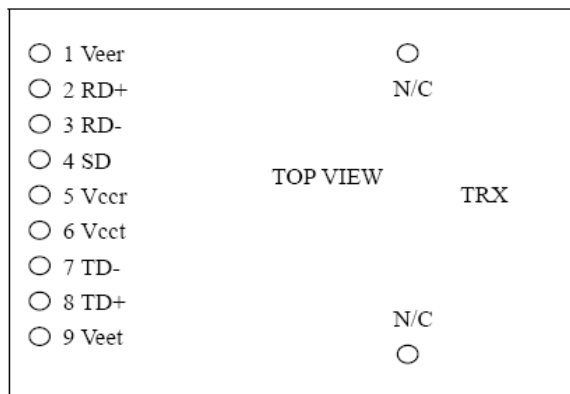 1 Veer
2 RD+
3 RD-
4 SD
5 Vccr
6 Vcct
7 TD-
8 TD+
9 Veet
N/C
TOP VIEW
TRX
N/C